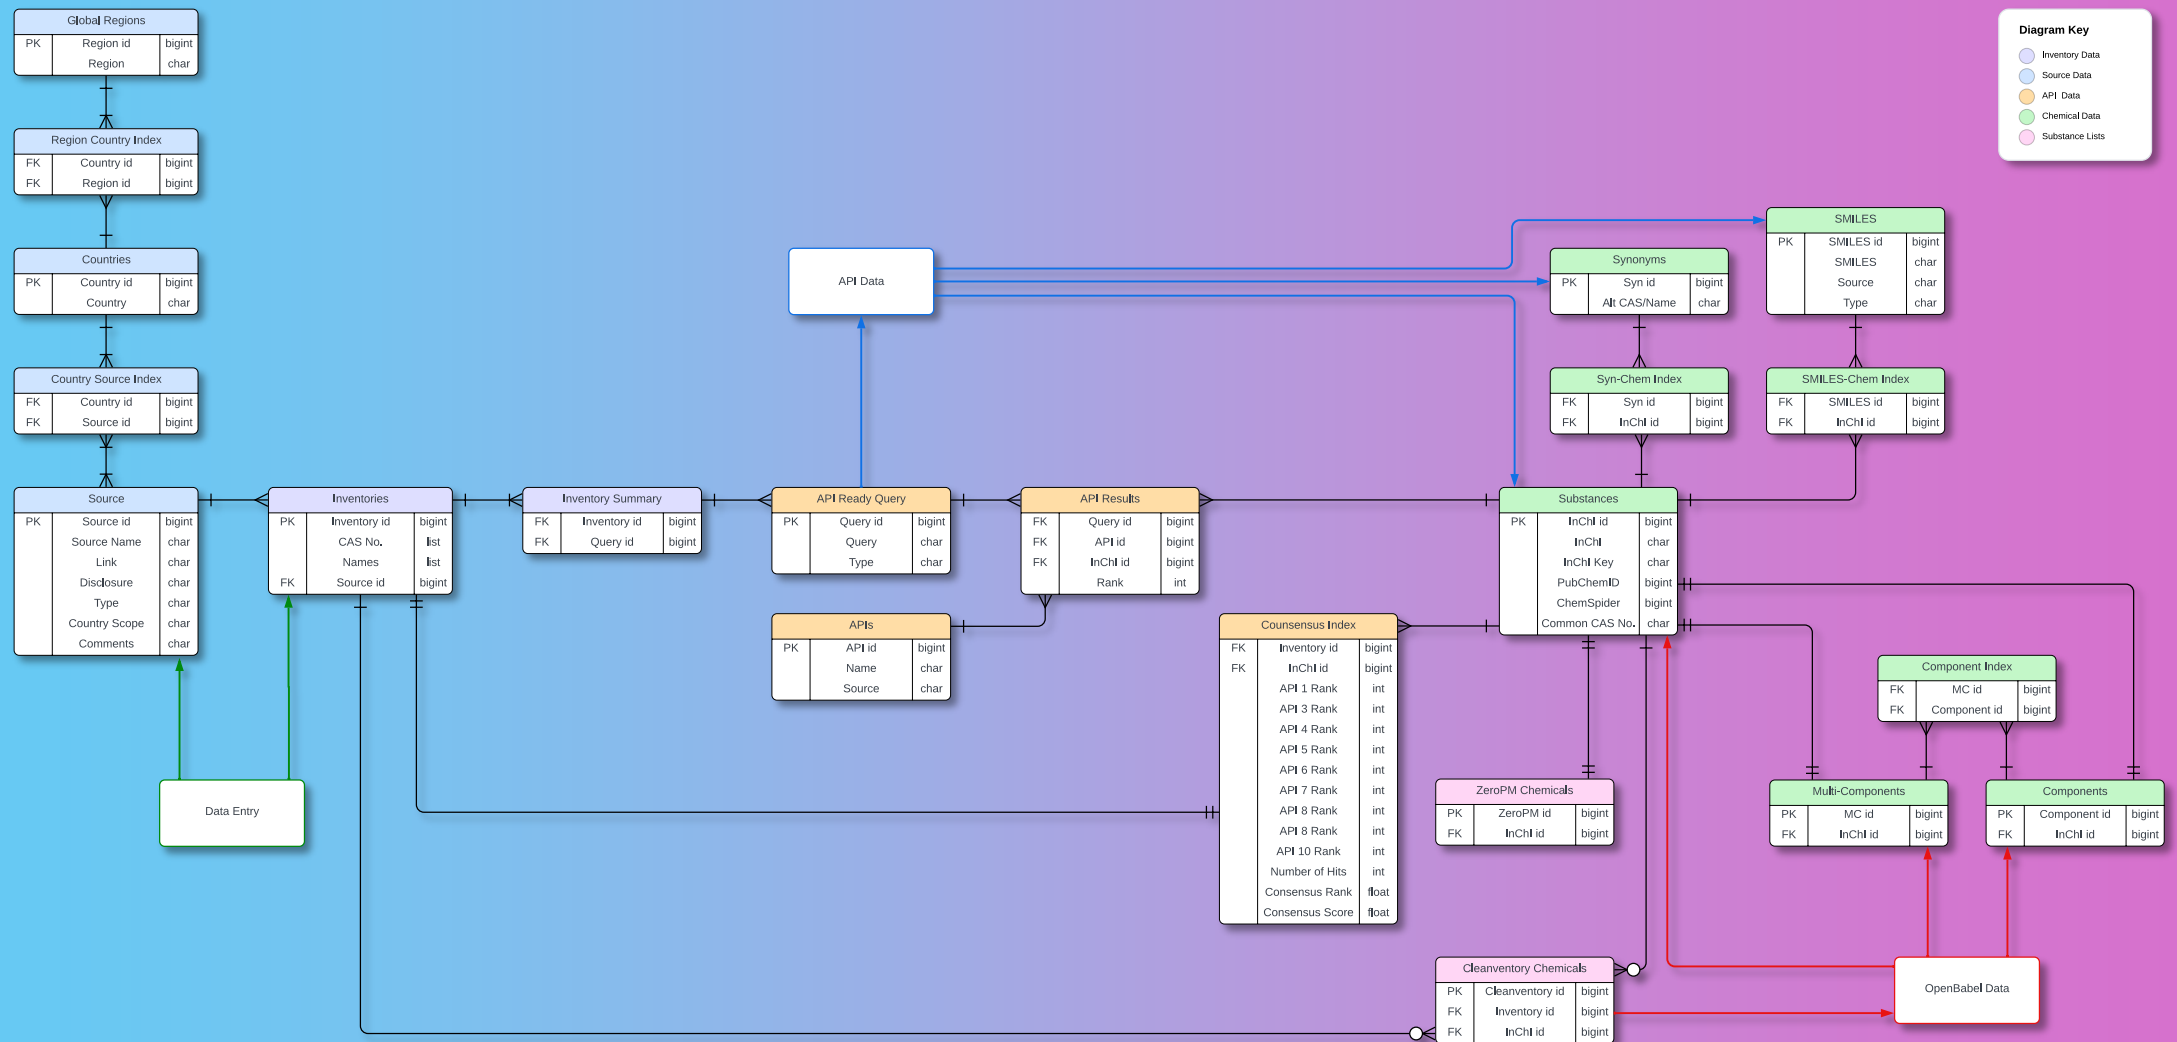 Global Regions
PK Region id bigint
Region char
Region Country Index
FK Country id bigint
FK Region id bigint
Countries
PK Country id bigint
Country char
Country Source Index
FK Country id bigint
FK Source id bigint
Source
PK Source id bigint
Source Name char
Link char
Disclosure char
Type char
Country Scope char
Comments char
Data Entry
Inventories
PK Inventory id bigint
CAS No. list
Names list
FK Source id bigint
Inventory Summary
FK Inventory id bigint
FK Query id bigint
API Data
API Ready Query
PK Query id bigint
Query char
Type char
APIs
PK API id bigint
Name char
Source char
API Results
FK Query id bigint
FK API id bigint
FK InChI id bigint
Rank int
Counsensus Index
FK Inventory id bigint
FK InChI id bigint
API 1 Rank int
API 3 Rank int
API 4 Rank int
API 5 Rank int
API 6 Rank int
API 7 Rank int
API 8 Rank int
API 8 Rank int
API 10 Rank int
Number of Hits int
Consensus Rank float
Consensus Score float
Synonyms
PK Syn id bigint
Alt CAS/Name char
Syn-Chem Index
FK Syn id bigint
FK InChI id bigint
SMILES
PK SMILES id bigint
SMILES char
Source char
Type char
SMILES-Chem Index
FK SMILES id bigint
FK InChI id bigint
Substances
PK InChI id bigint
InChI char
InChI Key char
PubChemID bigint
ChemSpider bigint
Common CAS No. char
ZeroPM Chemicals
PK ZeroPM id bigint
FK InChI id bigint
Cleanventory Chemicals
PK Cleanventory id bigint
FK Inventory id bigint
FK InChI id bigint
Component Index
FK MC id bigint
FK Component id bigint
Multi-Components
PK MC id bigint
FK InChI id bigint
Components
PK Component id bigint
FK InChI id bigint
OpenBabel Data
Diagram Key
Inventory Data
Source Data
API Data
Chemical Data
Substance Lists